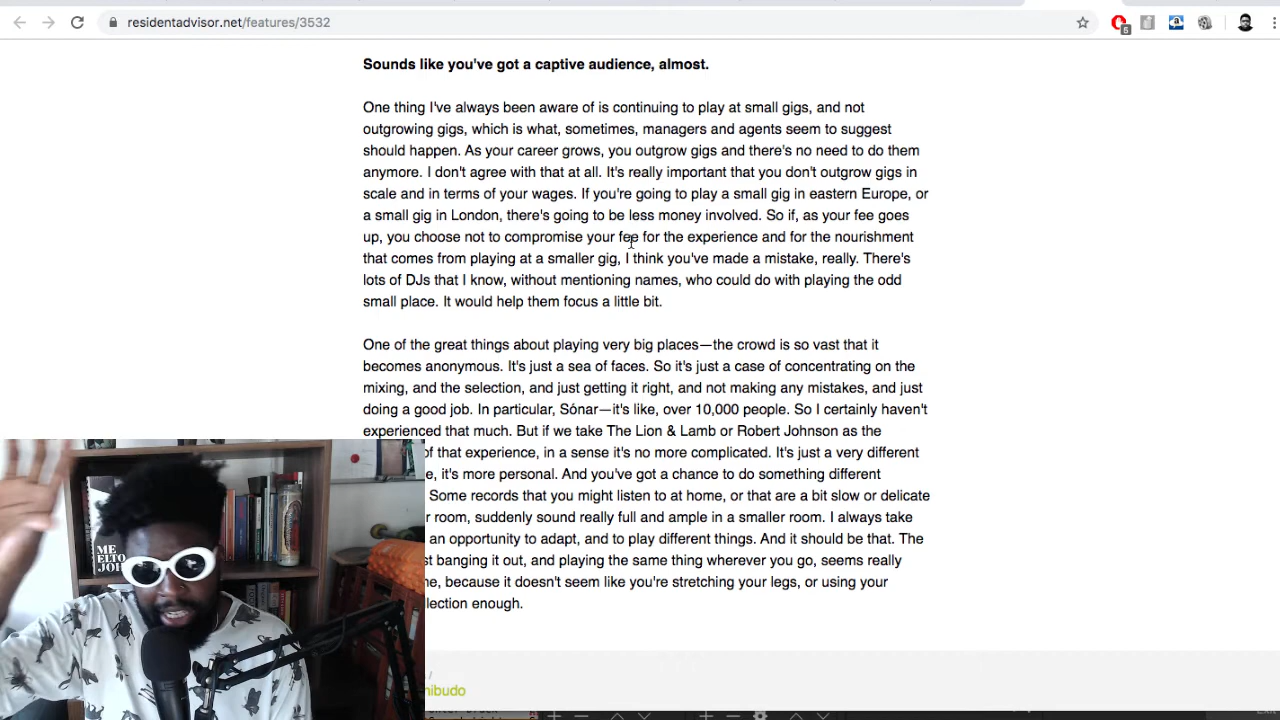 residentadvisor.net/features/3532
5
Sounds like you've got a captive audience, almost.
One thing I've always been aware of is continuing to play at small gigs, and not
outgrowing gigs, which is what, sometimes, managers and agents seem to suggest
should happen. As your career grows, you outgrow gigs and there's no need to do them
anymore. I don't agree with that at all. It's really important that you don't outgrow gigs in
scale and in terms of your wages. If you're going to play a small gig in eastern Europe, or
a small gig in London, there's going to be less money involved. So if, as your fee goes
up, you choose not to compromise your fee for the experience and for the nourishment
that comes from playing at a smaller gig, I think you've made a mistake, really. There's
lots of DJs that I know, without mentioning names, who could do with playing the odd
small place. It would help them focus a little bit.
One of the great things about playing very big places—the crowd is so vast that it
becomes anonymous. It's just a sea of faces. So it's just a case of concentrating on the
mixing, and the selection, and just getting it right, and not making any mistakes, and just
doing a good job. In particular, Sónar—it's like, over 10,000 people. So I certainly haven't
experienced that much. But if we take The Lion & Lamb or Robert Johnson as the
of that experience, in a sense it's no more complicated. It's just a very different
it's more personal. And you've got a chance to do something different
Some records that you might listen to at home, or that are a bit slow or delicate
room, suddenly sound really full and ample in a smaller room. I always take
an opportunity to adapt, and to play different things. And it should be that. The
banging it out, and playing the same thing wherever you go, seems really
because it doesn't seem like you're stretching your legs, or using your
enough.
ME
ELTO
JOH